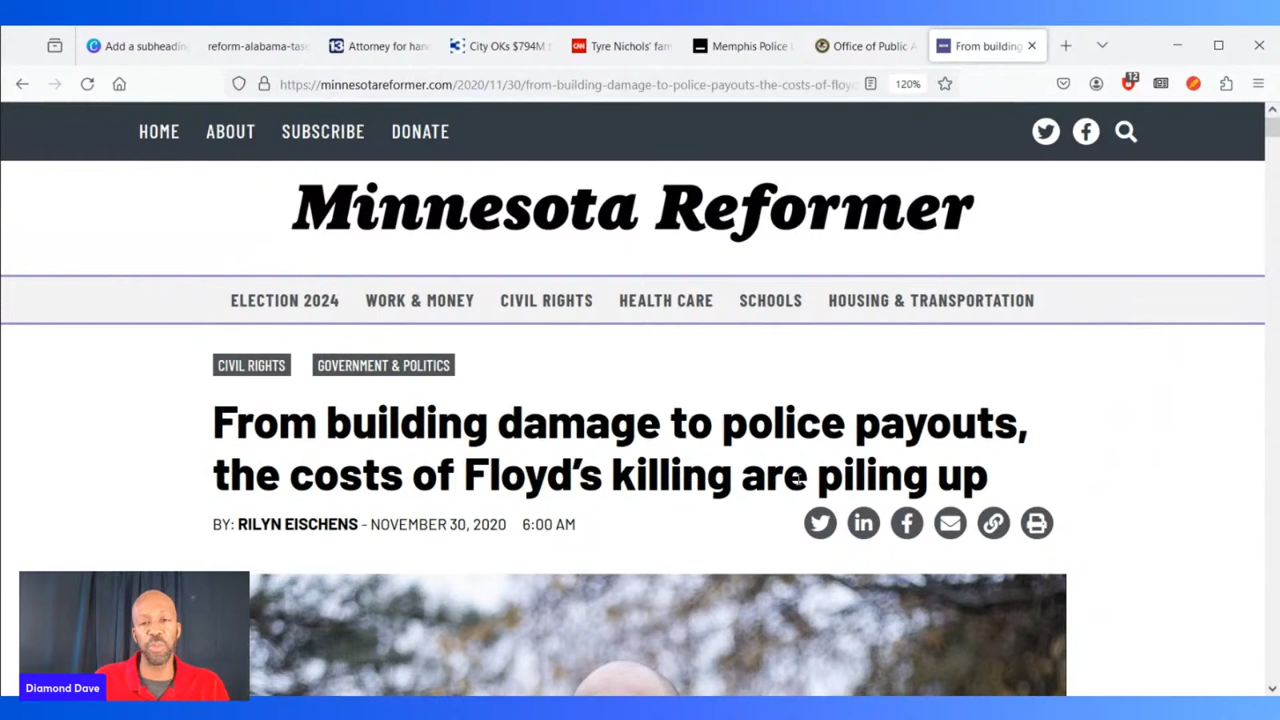 Add a subheading
reform-alabama-tas
Attorney for han
City OKs $794M
Tyre Nichols' fam
Memphis Police
Office of Public A
From building
12
https://minnesotareformer.com/2020/11/30/from-building-damage-to-police-payouts-the-costs-of-floy
120%
HOME
ABOUT
SUBSCRIBE
DONATE
Minnesota Reformer
ELECTION 2024
WORK & MONEY
CIVIL RIGHTS
HEALTH CARE
SCHOOLS
HOUSING & TRANSPORTATION
CIVIL RIGHTS
GOVERNMENT & POLITICS
From building damage to police payouts,
the costs of Floyd's killing are piling up
BY: RILYN EISCHENS - NOVEMBER 30, 2020 6:00 AM
Diamond Dave